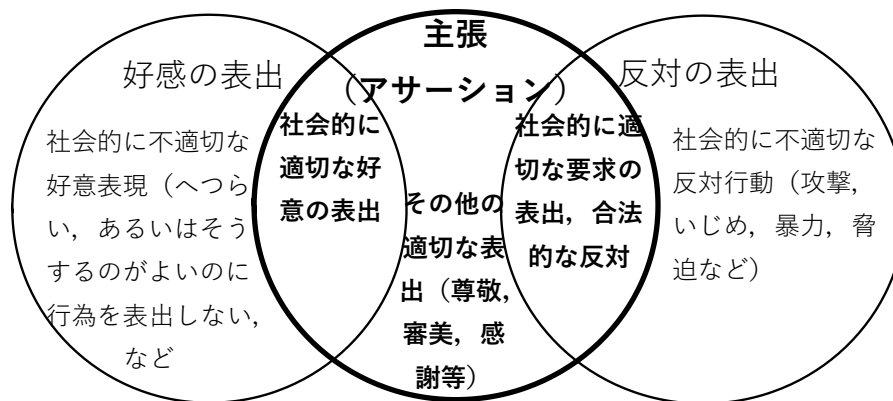 主張
（アサーション）
好感の表出
社会的に不適切な
好意表現（へつら
い，あるいはそう
するのがよいのに
行為を表出しない，
など
社会的に
適切な好
意の表出
その他の
適切な表
出（尊敬，
審美，感
謝等）
社会的に適
切な要求の
表出，合法
的な反対
反対の表出
社会的に不適切な
反対行動（攻撃，
いじめ，暴力，脅
迫など）